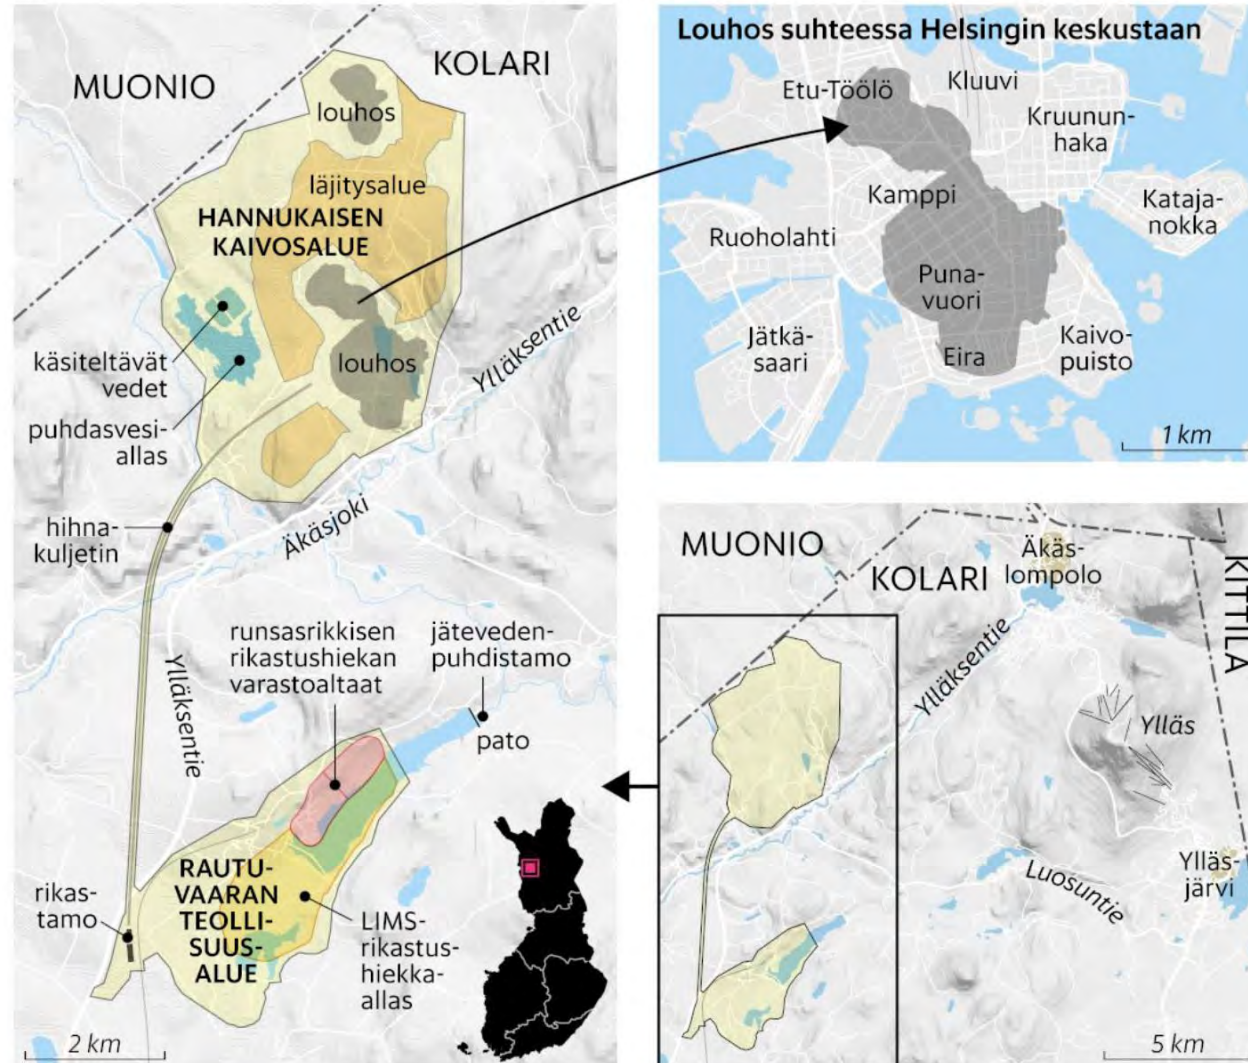 MUONIO
KOLARI
louhos
läjitysalue
HANNUKAISEN
KAIVOSALUE
käsiteltävät
vedet
louhos
Ylläksentie
puhdasvesi-
allas
hihna-
kuljetin
Äkäsjoki
runsasrikkisen
rikastushiekan
varastoaltaat
jäteveden-
puhdistamo
Ylläksentie
pato
rikas-
tamo
RAUTU-
VAARAN
TEOLLI-
SUUS-
ALUE
LIMS-
rikastus-
hiekka-
allas
2 km
Louhos suhteessa Helsingin keskustaan
Etu-Töölö
Kluuvi
Kruunun-
haka
Kamppi
Kataja-
nokka
Ruoholahti
Puna-
vuori
Jätkä-
saari
Eira
Kaivo-
puisto
1 km
MUONIO
KOLARI
Äkäs-
lompolo
KITTILÄ
Ylläksentie
Ylläs
Luosuntie
Ylläs-
järvi
5 km